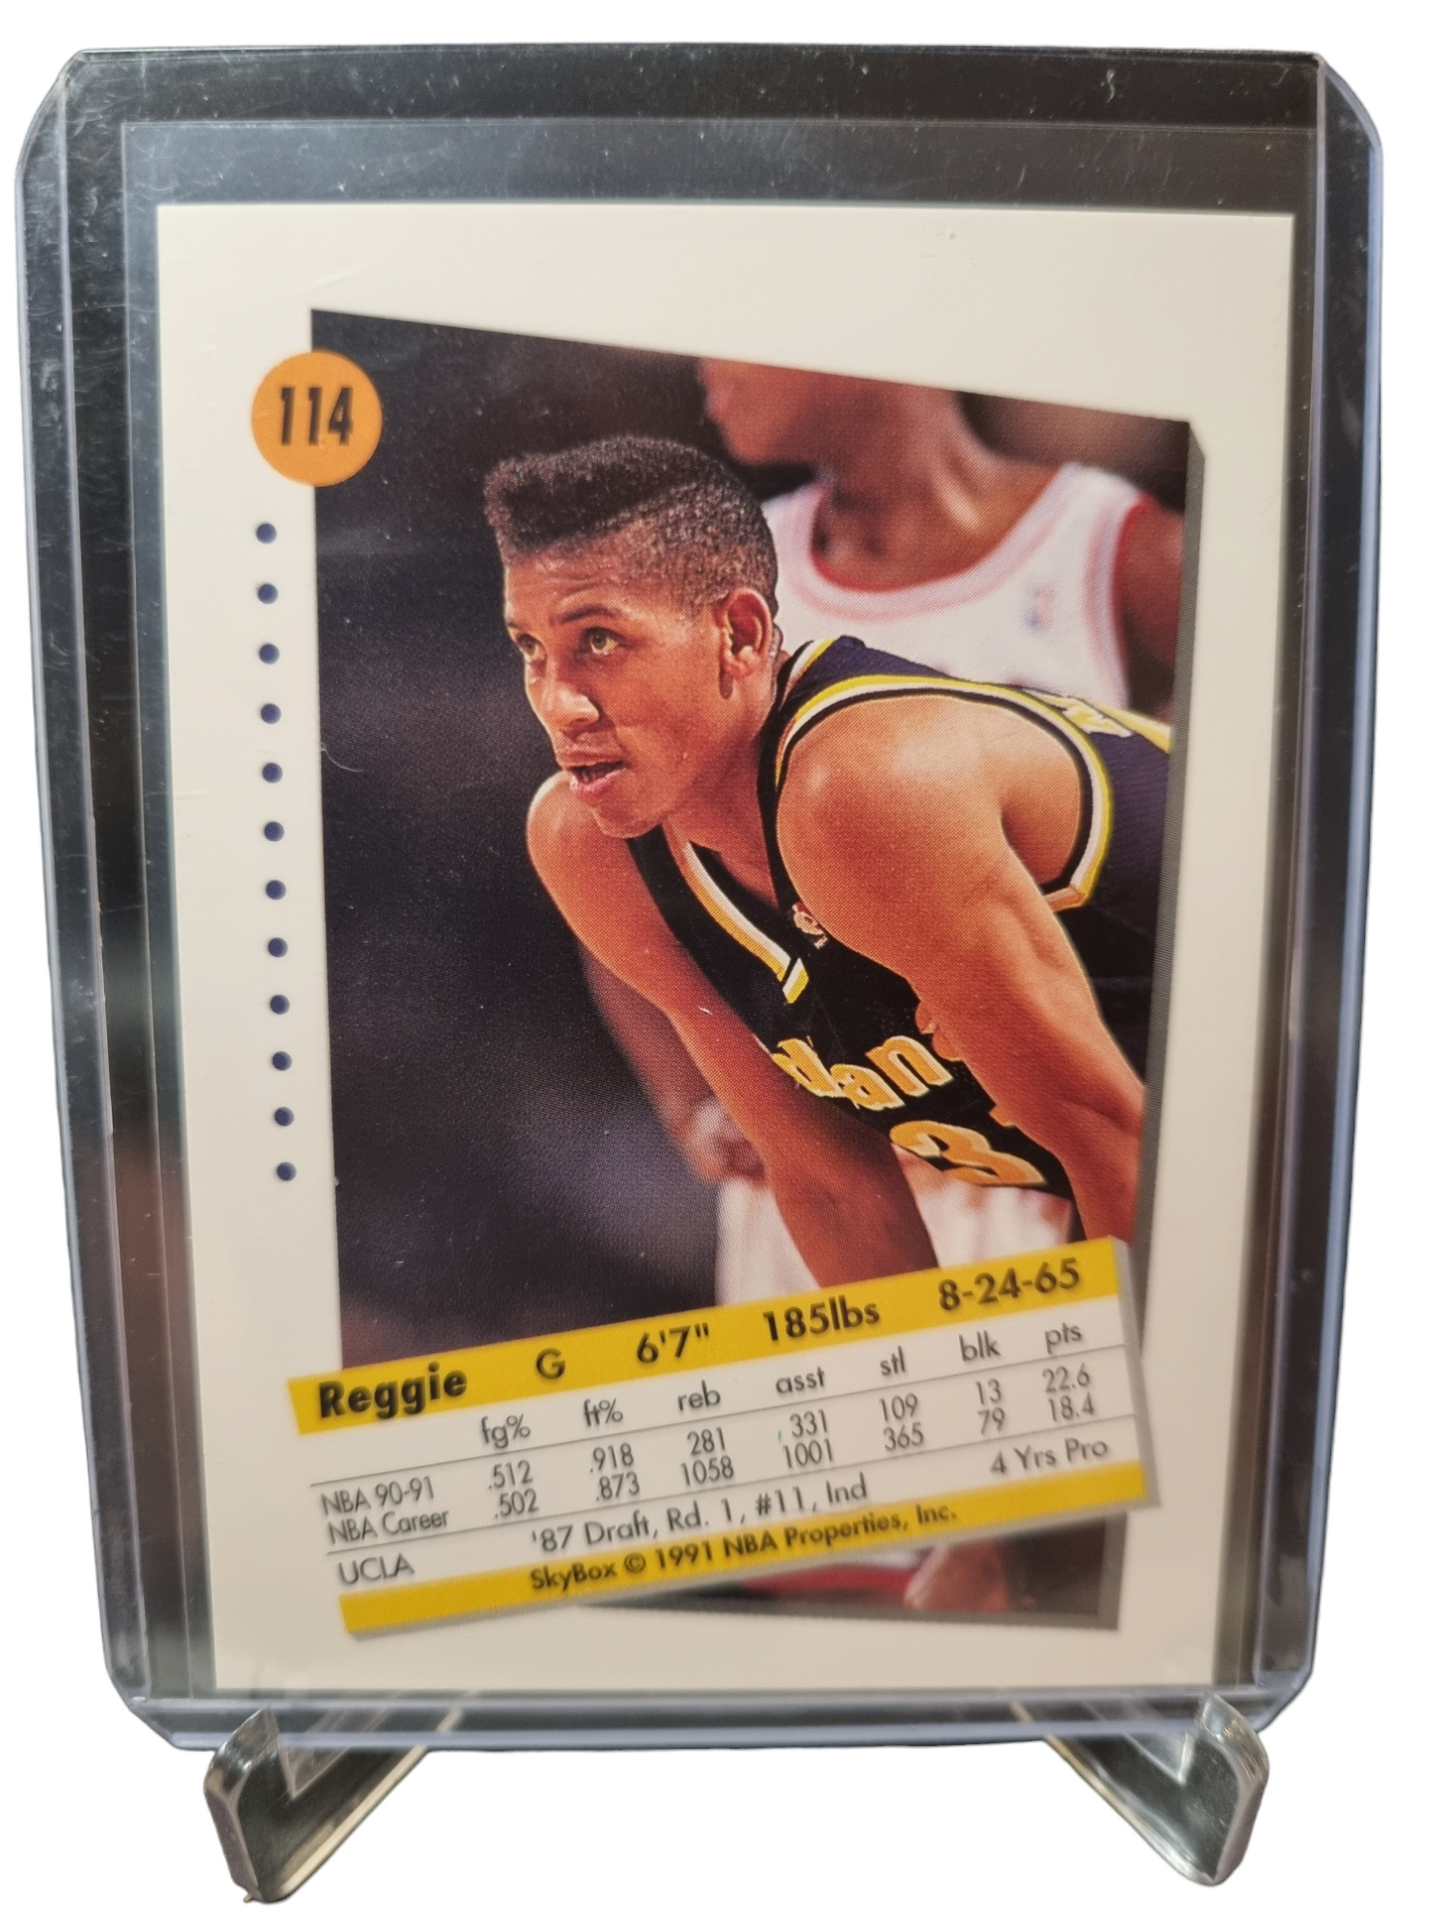 114
dan
3
Reggie G 6'7" 185lbs 8-24-65
fg% ft% reb asst stl blk pts
NBA 90-91 .512 .918 281 331 109 13 22.6
NBA Career .502 .873 1058 1001 365 79 18.4
UCLA '87 Draft, Rd. 1, #11, Ind 4 Yrs Pro
SkyBox © 1991 NBA Properties, Inc.